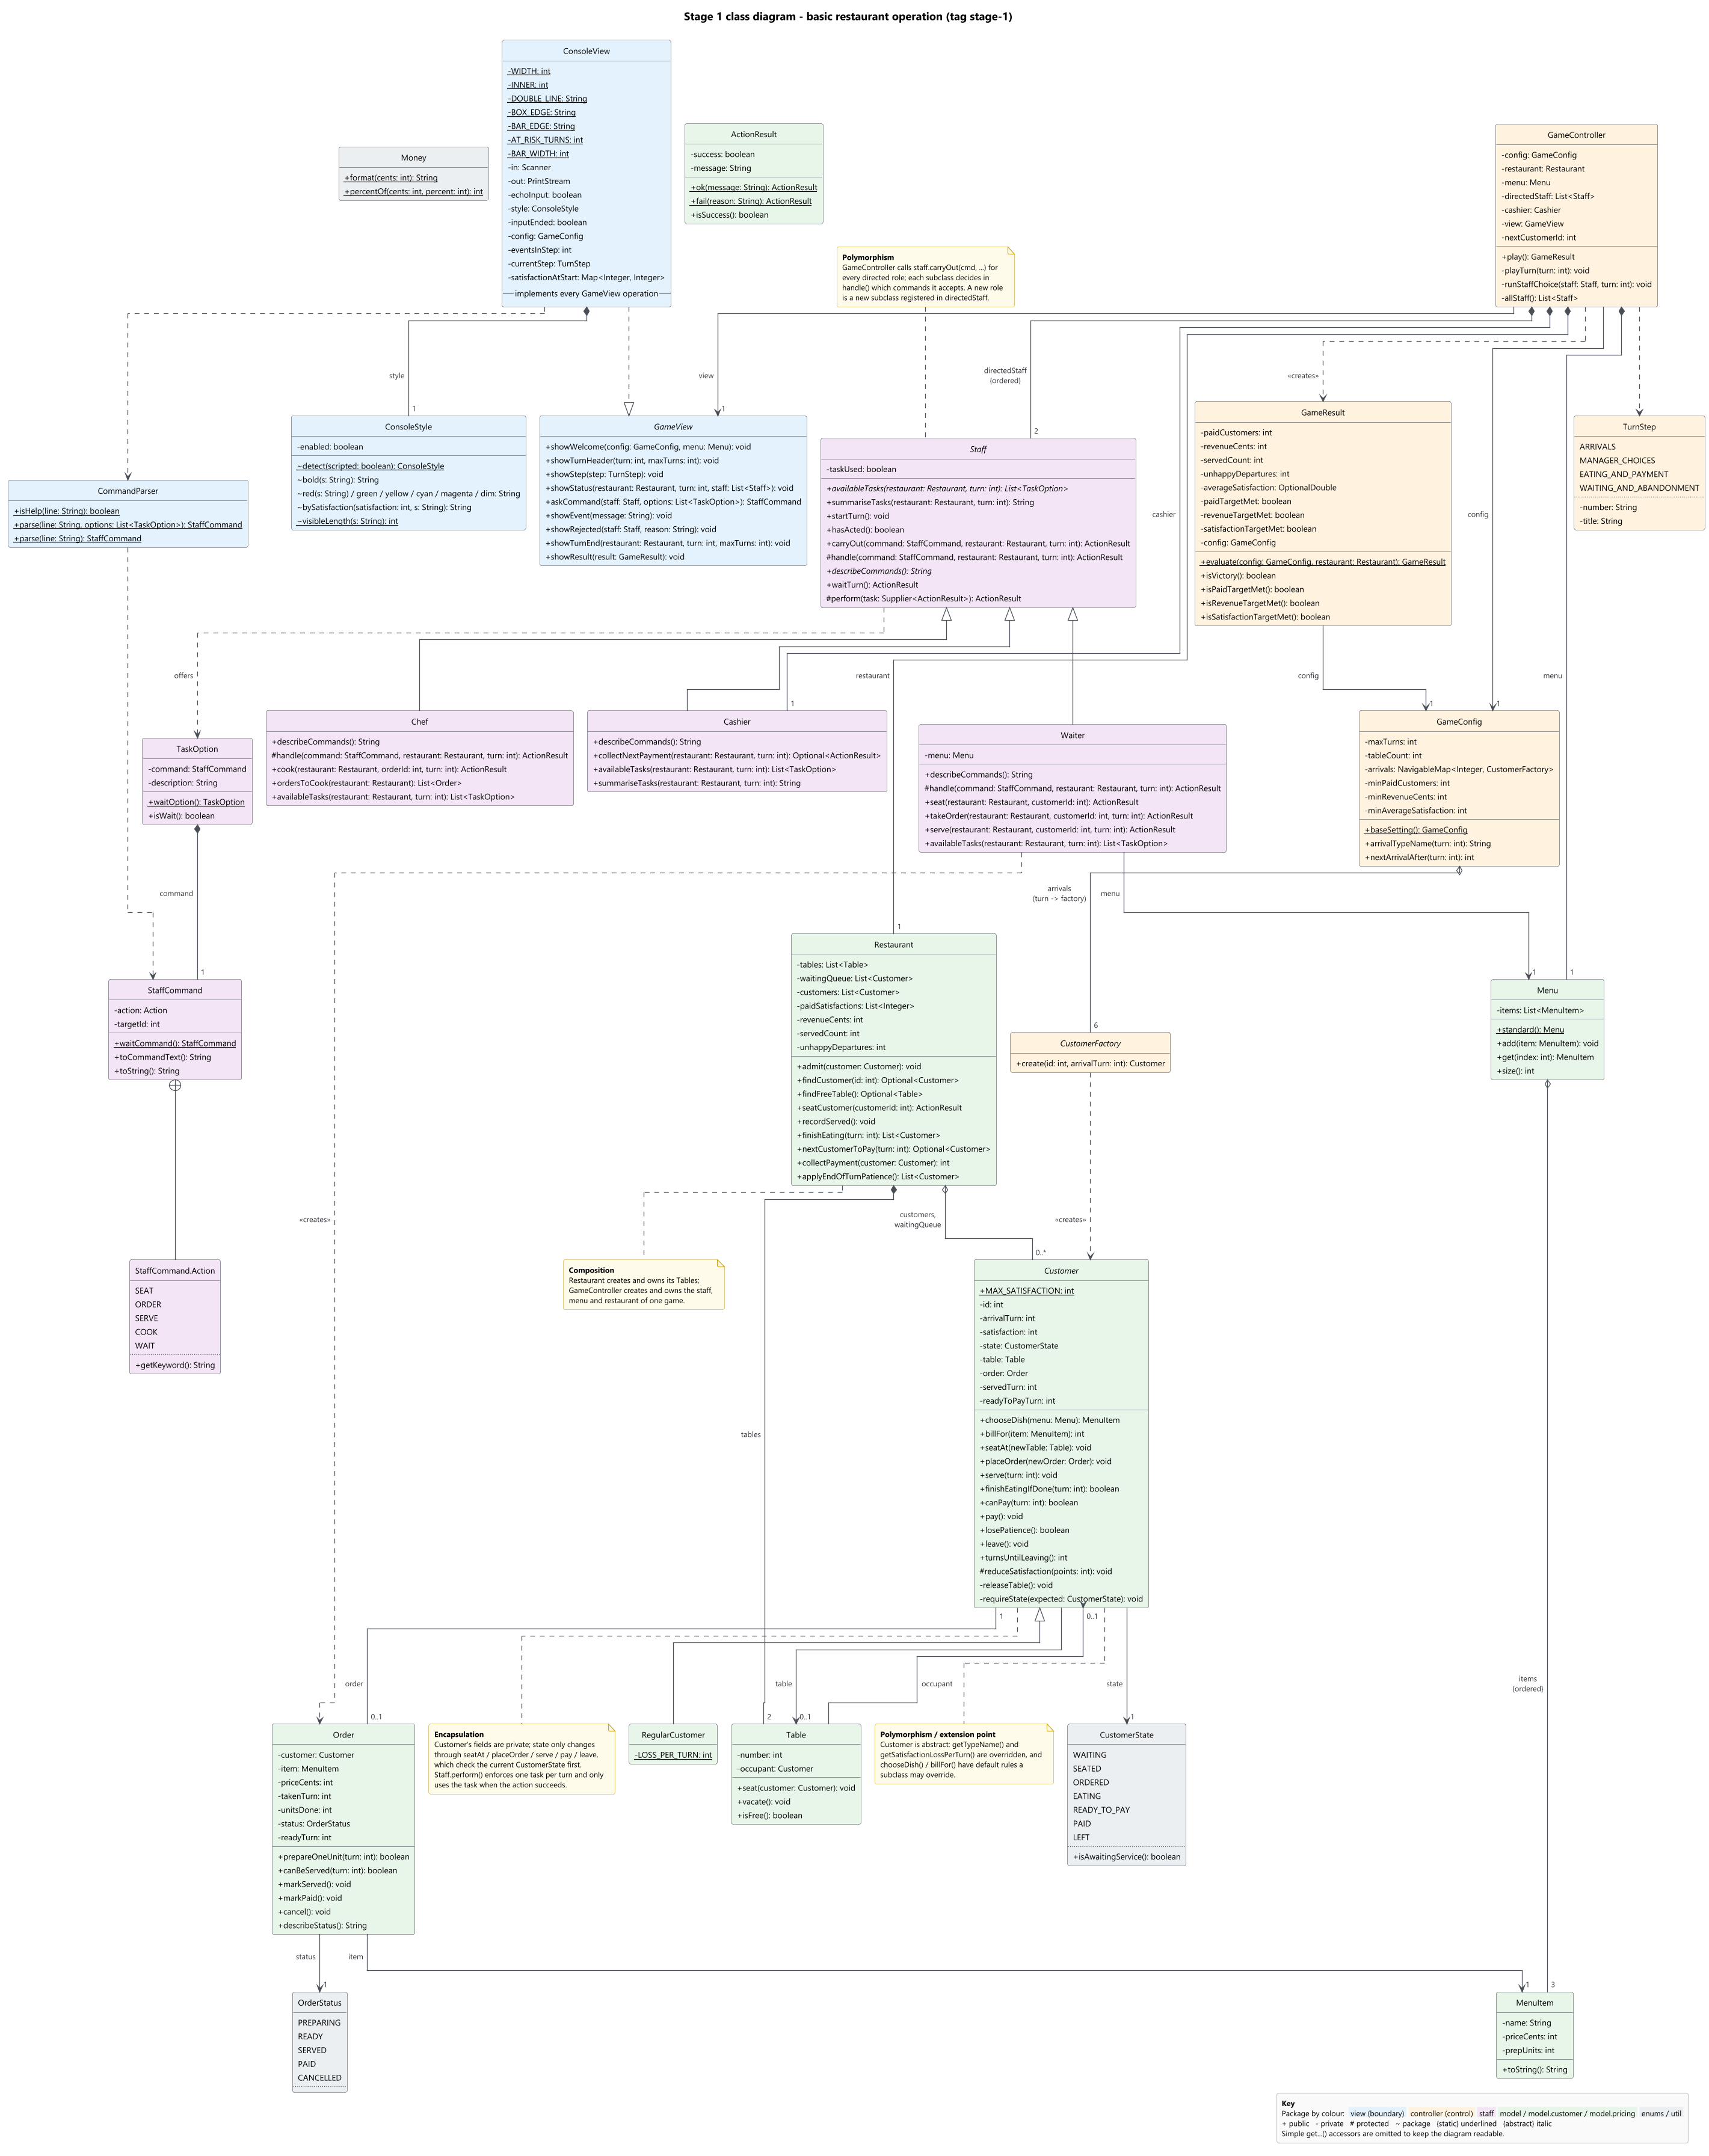 Stage 1 class diagram - basic restaurant operation (tag stage-1)
ConsoleView
-WIDTH: int
-INNER: int
-DOUBLE_LINE: String
-BOX_EDGE: String
-BAR_EDGE: String
-AT_RISK_TURNS: int
-BAR_WIDTH: int
-in: Scanner
-out: PrintStream
-echoInput: boolean
-style: ConsoleStyle
-inputEnded: boolean
-config: GameConfig
-eventsInStep: int
-currentStep: TurnStep
-satisfactionAtStart: Map<Integer, Integer>
implements every GameView operation
Money
+format(cents: int): String
+percentOf(cents: int, percent: int): int
ActionResult
-success: boolean
-message: String
+ok(message: String): ActionResult
+fail(reason: String): ActionResult
+isSuccess(): boolean
GameController
-config: GameConfig
-restaurant: Restaurant
-menu: Menu
-directedStaff: List<Staff>
-cashier: Cashier
-view: GameView
-nextCustomerId: int
+play(): GameResult
-playTurn(turn: int): void
-runStaffChoice(staff: Staff, turn: int): void
-allStaff(): List<Staff>
Polymorphism
GameController calls staff.carryOut(cmd, ...) for
every directed role; each subclass decides in
handle() which commands it accepts. A new role
is a new subclass registered in directedStaff.
style
1
view
1
directedStaff
(ordered)
2
«creates»
cashier
config
ConsoleStyle
-enabled: boolean
~detect(scripted: boolean): ConsoleStyle
~bold(s: String): String
~red(s: String) / green / yellow / cyan / magenta / dim: String
~bySatisfaction(satisfaction: int, s: String): String
~visibleLength(s: String): int
GameView
+showWelcome(config: GameConfig, menu: Menu): void
+showTurnHeader(turn: int, maxTurns: int): void
+showStep(step: TurnStep): void
+showStatus(restaurant: Restaurant, turn: int, staff: List<Staff>): void
+askCommand(staff: Staff, options: List<TaskOption>): StaffCommand
+showEvent(message: String): void
+showRejected(staff: Staff, reason: String): void
+showTurnEnd(restaurant: Restaurant, turn: int, maxTurns: int): void
+showResult(result: GameResult): void
Staff
-taskUsed: boolean
+availableTasks(restaurant: Restaurant, turn: int): List<TaskOption>
+summariseTasks(restaurant: Restaurant, turn: int): String
+startTurn(): void
+hasActed(): boolean
+carryOut(command: StaffCommand, restaurant: Restaurant, turn: int): ActionResult
#handle(command: StaffCommand, restaurant: Restaurant, turn: int): ActionResult
+describeCommands(): String
+waitTurn(): ActionResult
#perform(task: Supplier<ActionResult>): ActionResult
GameResult
-paidCustomers: int
-revenueCents: int
-servedCount: int
-unhappyDepartures: int
-averageSatisfaction: OptionalDouble
-paidTargetMet: boolean
-revenueTargetMet: boolean
-satisfactionTargetMet: boolean
-config: GameConfig
+evaluate(config: GameConfig, restaurant: Restaurant): GameResult
+isVictory(): boolean
+isPaidTargetMet(): boolean
+isRevenueTargetMet(): boolean
+isSatisfactionTargetMet(): boolean
TurnStep
ARRIVALS
MANAGER_CHOICES
EATING_AND_PAYMENT
WAITING_AND_ABANDONMENT
-number: String
-title: String
CommandParser
+isHelp(line: String): boolean
+parse(line: String, options: List<TaskOption>): StaffCommand
+parse(line: String): StaffCommand
offers
restaurant
config
menu
1
1
1
TaskOption
-command: StaffCommand
-description: String
+waitOption(): TaskOption
+isWait(): boolean
Chef
+describeCommands(): String
#handle(command: StaffCommand, restaurant: Restaurant, turn: int): ActionResult
+cook(restaurant: Restaurant, orderId: int, turn: int): ActionResult
+ordersToCook(restaurant: Restaurant): List<Order>
+availableTasks(restaurant: Restaurant, turn: int): List<TaskOption>
Cashier
+describeCommands(): String
+collectNextPayment(restaurant: Restaurant, turn: int): Optional<ActionResult>
+availableTasks(restaurant: Restaurant, turn: int): List<TaskOption>
+summariseTasks(restaurant: Restaurant, turn: int): String
Waiter
-menu: Menu
+describeCommands(): String
#handle(command: StaffCommand, restaurant: Restaurant, turn: int): ActionResult
+seat(restaurant: Restaurant, customerId: int): ActionResult
+takeOrder(restaurant: Restaurant, customerId: int, turn: int): ActionResult
+serve(restaurant: Restaurant, customerId: int, turn: int): ActionResult
+availableTasks(restaurant: Restaurant, turn: int): List<TaskOption>
GameConfig
-maxTurns: int
-tableCount: int
-arrivals: NavigableMap<Integer, CustomerFactory>
-minPaidCustomers: int
-minRevenueCents: int
-minAverageSatisfaction: int
+baseSetting(): GameConfig
+arrivalTypeName(turn: int): String
+nextArrivalAfter(turn: int): int
command
1
arrivals
(turn -> factory)
menu
1
6
1
1
StaffCommand
-action: Action
-targetId: int
+waitCommand(): StaffCommand
+toCommandText(): String
+toString(): String
Restaurant
-tables: List<Table>
-waitingQueue: List<Customer>
-customers: List<Customer>
-paidSatisfactions: List<Integer>
-revenueCents: int
-servedCount: int
-unhappyDepartures: int
+admit(customer: Customer): void
+findCustomer(id: int): Optional<Customer>
+findFreeTable(): Optional<Table>
+seatCustomer(customerId: int): ActionResult
+recordServed(): void
+finishEating(turn: int): List<Customer>
+nextCustomerToPay(turn: int): Optional<Customer>
+collectPayment(customer: Customer): int
+applyEndOfTurnPatience(): List<Customer>
CustomerFactory
+create(id: int, arrivalTurn: int): Customer
Menu
-items: List<MenuItem>
+standard(): Menu
+add(item: MenuItem): void
+get(index: int): MenuItem
+size(): int
«creates»
customers,
waitingQueue
0..*
«creates»
StaffCommand.Action
SEAT
ORDER
SERVE
COOK
WAIT
+getKeyword(): String
Composition
Restaurant creates and owns its Tables;
GameController creates and owns the staff,
menu and restaurant of one game.
Customer
+MAX_SATISFACTION: int
-id: int
-arrivalTurn: int
-satisfaction: int
-state: CustomerState
-table: Table
-order: Order
-servedTurn: int
-readyToPayTurn: int
+chooseDish(menu: Menu): MenuItem
+billFor(item: MenuItem): int
+seatAt(newTable: Table): void
+placeOrder(newOrder: Order): void
+serve(turn: int): void
+finishEatingIfDone(turn: int): boolean
+canPay(turn: int): boolean
+pay(): void
+losePatience(): boolean
+leave(): void
+turnsUntilLeaving(): int
#reduceSatisfaction(points: int): void
-releaseTable(): void
-requireState(expected: CustomerState): void
tables
1
0..1
order
0..1
table
occupant
state
items
(ordered)
2
0..1
1
Order
-customer: Customer
-item: MenuItem
-priceCents: int
-takenTurn: int
-unitsDone: int
-status: OrderStatus
-readyTurn: int
+prepareOneUnit(turn: int): boolean
+canBeServed(turn: int): boolean
+markServed(): void
+markPaid(): void
+cancel(): void
+describeStatus(): String
Encapsulation
Customer's fields are private; state only changes
through seatAt / placeOrder / serve / pay / leave,
which check the current CustomerState first.
Staff.perform() enforces one task per turn and only
uses the task when the action succeeds.
RegularCustomer
-LOSS_PER_TURN: int
Table
-number: int
-occupant: Customer
+seat(customer: Customer): void
+vacate(): void
+isFree(): boolean
Polymorphism / extension point
Customer is abstract: getTypeName() and
getSatisfactionLossPerTurn() are overridden, and
chooseDish() / billFor() have default rules a
subclass may override.
CustomerState
WAITING
SEATED
ORDERED
EATING
READY_TO_PAY
PAID
LEFT
+isAwaitingService(): boolean
status
item
1
1
3
OrderStatus
PREPARING
READY
SERVED
PAID
CANCELLED
MenuItem
-name: String
-priceCents: int
-prepUnits: int
+toString(): String
Key
Package by colour: view (boundary) controller (control) staff model / model.customer / model.pricing enums / util
+ public - private # protected ~ package {static} underlined {abstract} italic
Simple get...() accessors are omitted to keep the diagram readable.